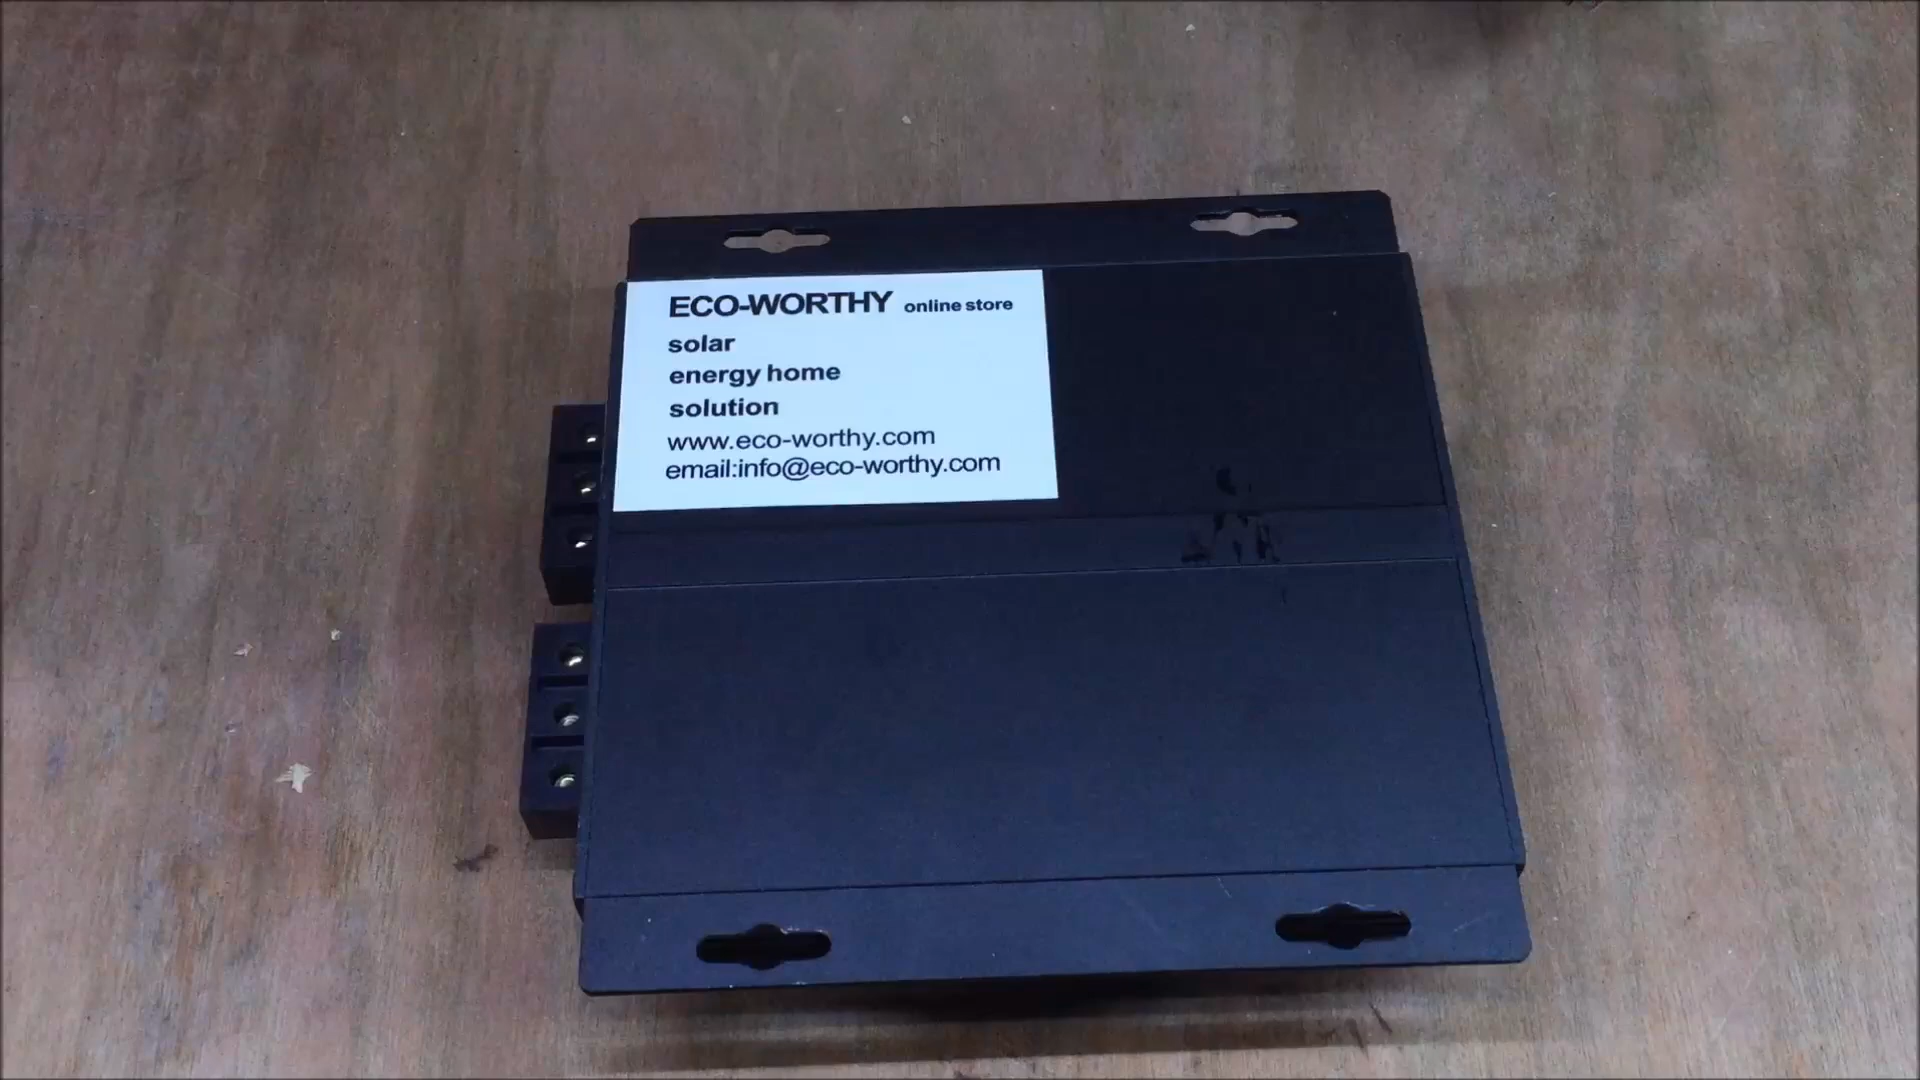 ECO-WORTHY online store
solar
energy home
solution
www.eco-worthy.com
email:info@eco-worthy.com